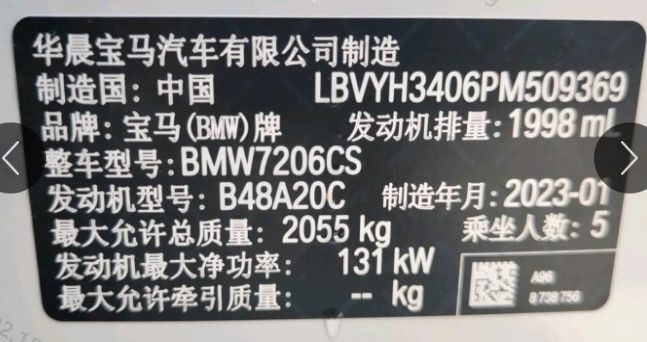 华晨宝马汽车有限公司制造
制造国: 中国 LBVYH3406PM509369
品牌: 宝马(BMW)牌 发动机排量: 1998 mL
整车型号: BMW7206CS
发动机型号: B48A20C 制造年月: 2023-01
最大允许总质量: 2055 kg 乘坐人数: 5
发动机最大净功率: 131 kW
最大允许牵引质量: -- kg
A96
8 738 756